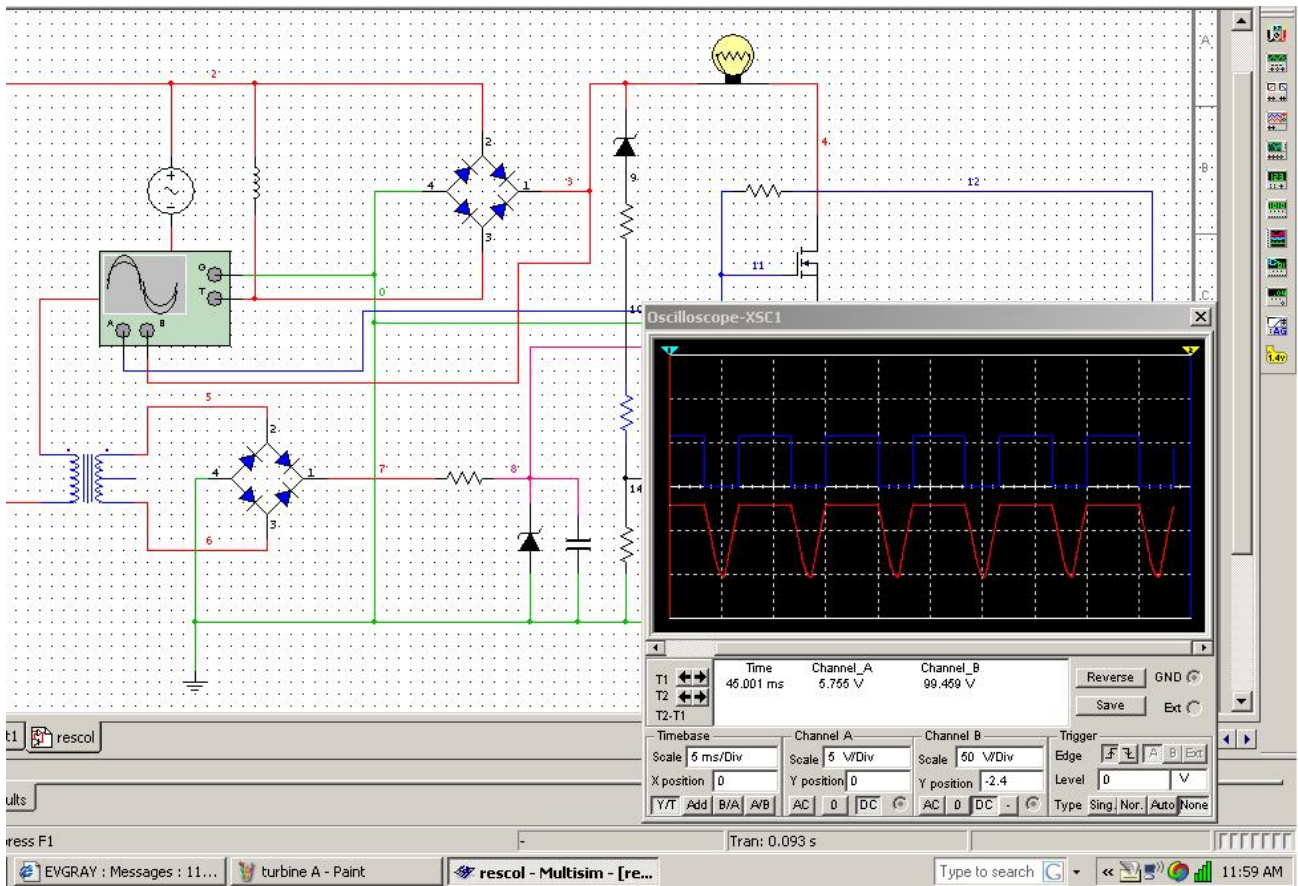 A
B
C
2
2
4
1
3
3
9
4
12
11
G
T
A
B
0
10
5
2
4
1
3
6
7
8
14
Oscilloscope-XSC1
1
2
Time Channel_A Channel_B
45.001 ms 5.755 V 99.459 V
T1
T2
T2-T1
Reverse GND
Save Ext
Timebase Channel A Channel B Trigger
Scale 5 ms/Div Scale 5 V/Div Scale 50 V/Div Edge A B Ext
X position 0 Y position 0 Y position -2.4 Level 0 V
Y/T Add B/A A/B AC 0 DC AC 0 DC - Type Sing. Nor. Auto None
t1 rescol
ults
ress F1 - Tran: 0.093 s
EVGRAY : Messages : 11... turbine A - Paint rescol - Multisim - [re... Type to search G « 11:59 AM
1.4v
AG